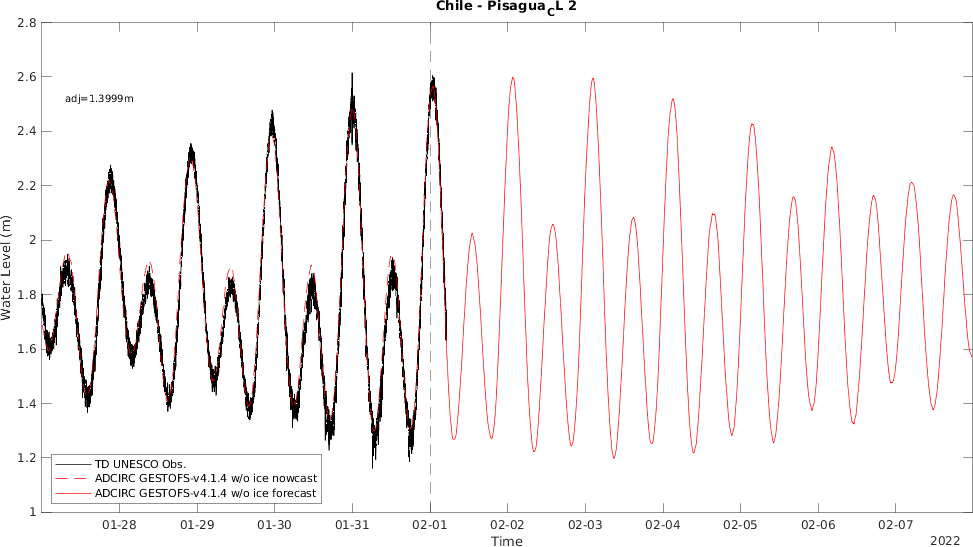 Chile - PisaguaCL 2
adj=1.3999m
2.8
2.6
2.4
2.2
2
1.8
1.6
1.4
1.2
1
Water Level (m)
TD UNESCO Obs.
ADCIRC GESTOFS-v4.1.4 w/o ice nowcast
ADCIRC GESTOFS-v4.1.4 w/o ice forecast
01-28 01-29 01-30 01-31 02-01 02-02 02-03 02-04 02-05 02-06 02-07
Time
2022